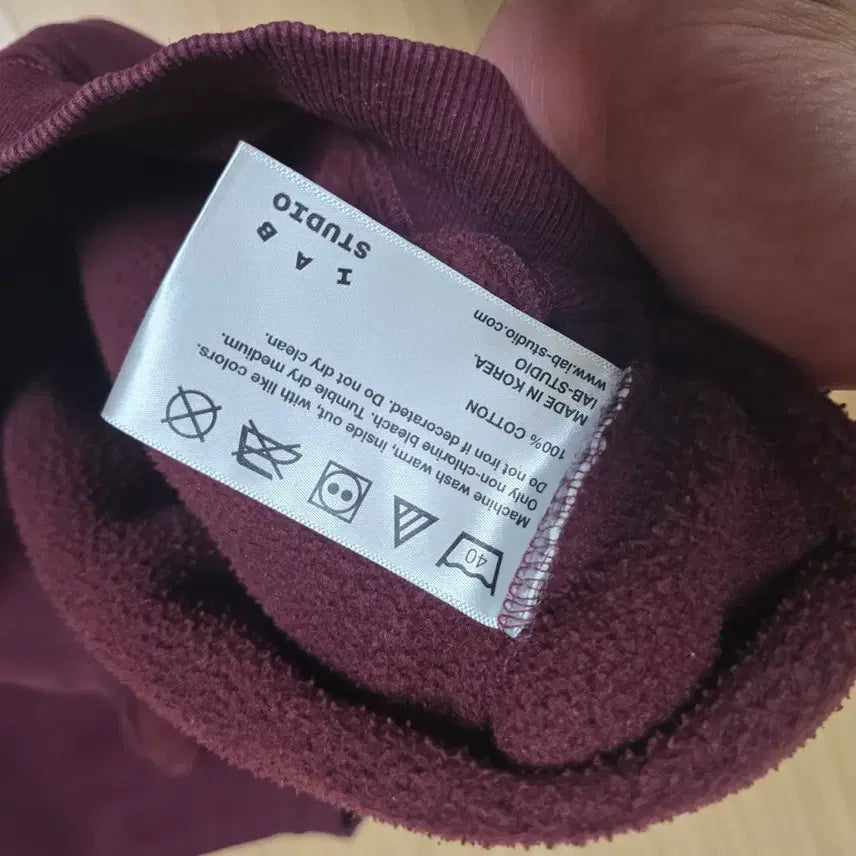 I A B
STUDIO
40
Machine wash warm, inside out, with like colors.
Only non-chlorine bleach. Tumble dry medium.
Do not iron if decorated. Do not dry clean.
100% COTTON
MADE IN KOREA.
IAB-STUDIO
www.iab-studio.com